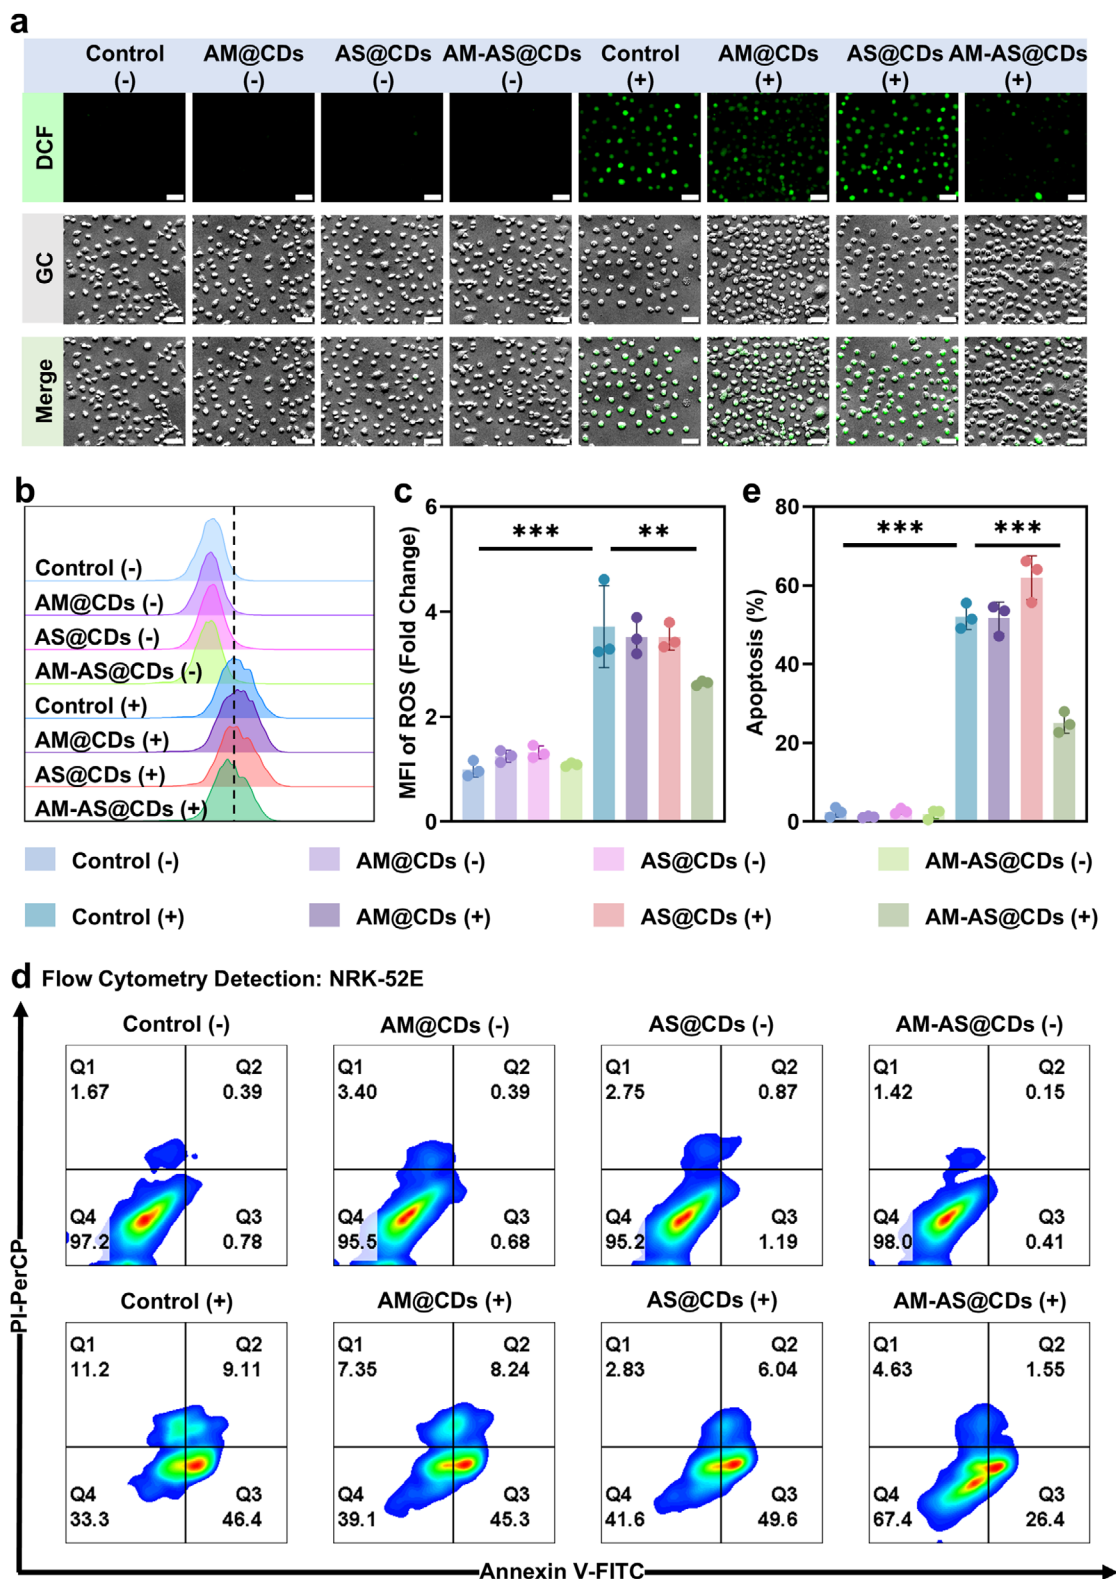 a
Control (-) AM@CDs (-) AS@CDs (-) AM-AS@CDs (-) Control (+) AM@CDs (+) AS@CDs (+) AM-AS@CDs (+)
DCF
GC
Merge
b
Control (-)
AM@CDs (-)
AS@CDs (-)
AM-AS@CDs (-)
Control (+)
AM@CDs (+)
AS@CDs (+)
AM-AS@CDs (+)
c
MFI of ROS (Fold Change)
6
4
2
0
*** **
e
Apoptosis (%)
80
60
40
20
0
*** ***
Control (-) AM@CDs (-) AS@CDs (-) AM-AS@CDs (-)
Control (+) AM@CDs (+) AS@CDs (+) AM-AS@CDs (+)
d Flow Cytometry Detection: NRK-52E
PI-PerCP
Control (-) AM@CDs (-) AS@CDs (-) AM-AS@CDs (-)
Q1 Q2 Q1 Q2 Q1 Q2 Q1 Q2
1.67 0.39 3.40 0.39 2.75 0.87 1.42 0.15
Q4 Q3 Q4 Q3 Q4 Q3 Q4 Q3
97.2 0.78 95.5 0.68 95.2 1.19 98.0 0.41
Control (+) AM@CDs (+) AS@CDs (+) AM-AS@CDs (+)
Q1 Q2 Q1 Q2 Q1 Q2 Q1 Q2
11.2 9.11 7.35 8.24 2.83 6.04 4.63 1.55
Q4 Q3 Q4 Q3 Q4 Q3 Q4 Q3
33.3 46.4 39.1 45.3 41.6 49.6 67.4 26.4
Annexin V-FITC